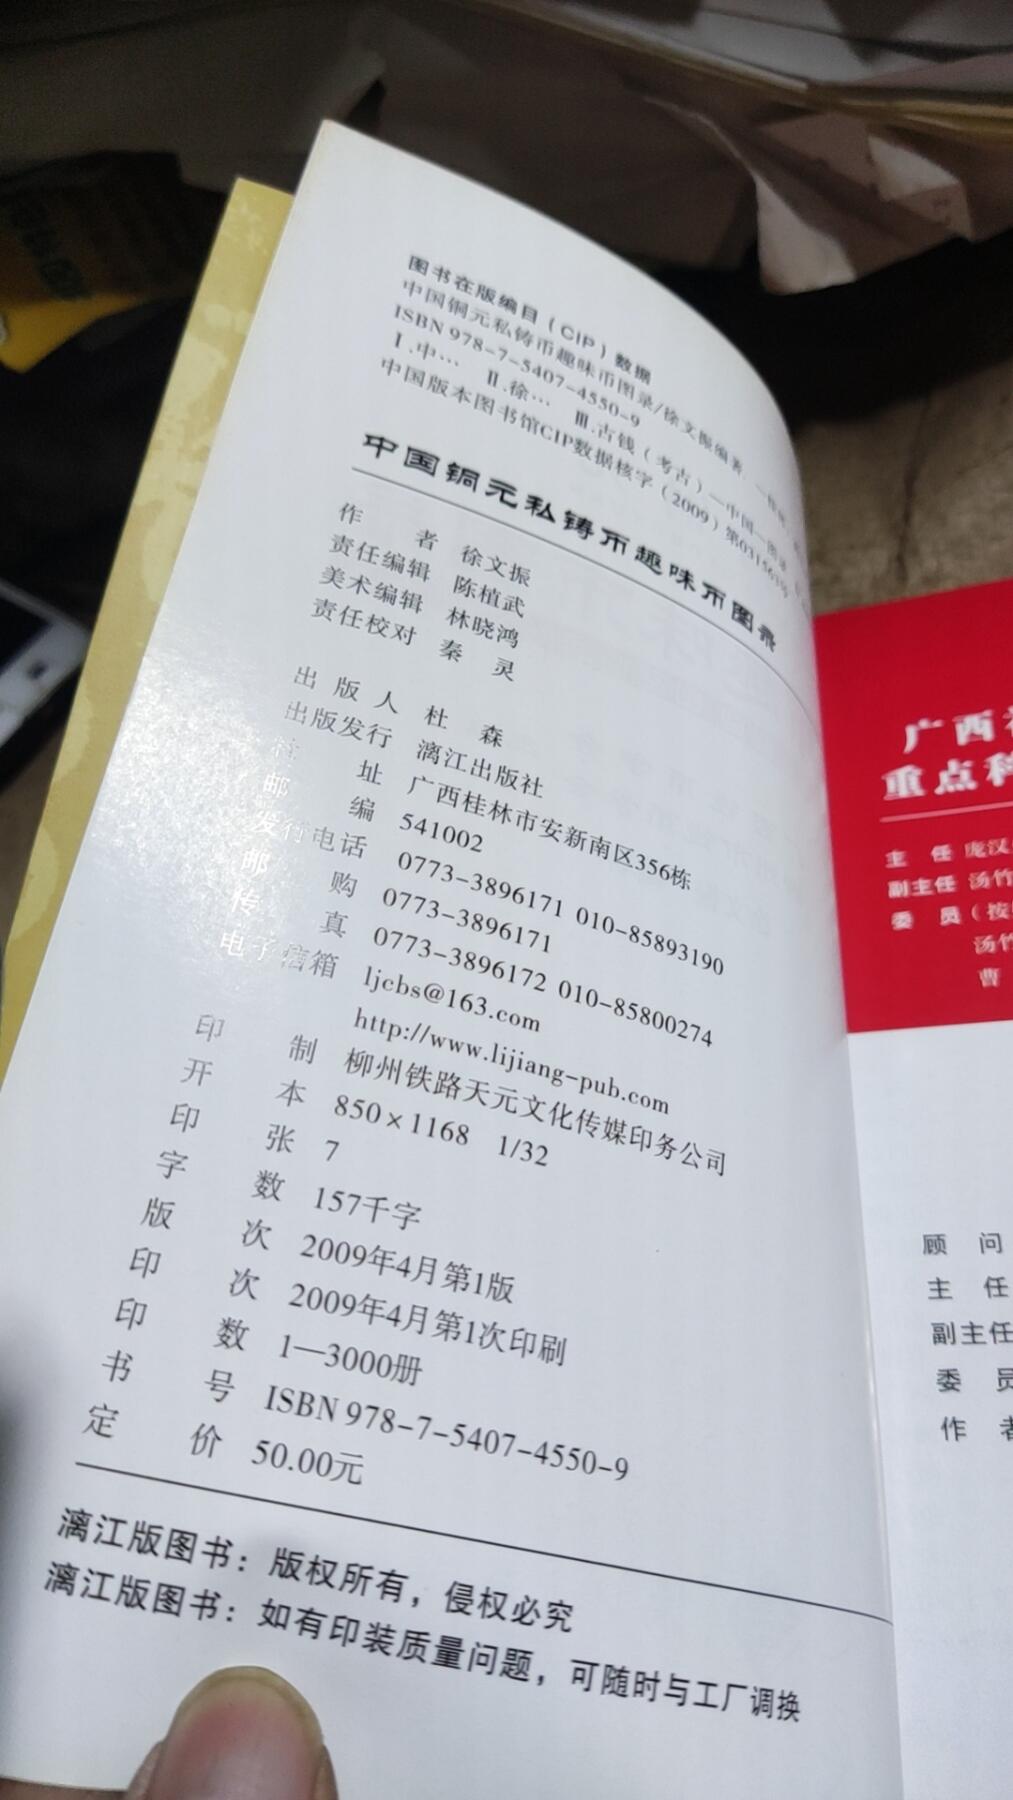 图书在版编目（CIP）数据
中国铜元私铸币趣味币图录/徐文振编著. —桂林
ISBN 978-7-5407-4550-9
Ⅰ.中… Ⅱ.徐… Ⅲ.古钱（考古）—中国—图录
中国版本图书馆CIP数据核字（2009）第
中国铜元私铸币趣味币图录
作 者 徐文振
责任编辑 陈植武
美术编辑 林晓鸿
责任校对 秦 灵
出 版 人 杜 森
出版发行 漓江出版社
社 址 广西桂林市安新南区356栋
邮 编 541002
发行电话 0773-3896171 010-85893190
邮 购 0773-3896171
传 真 0773-3896172 010-85800274
电子信箱 ljcbs@163.com
http://www.lijiang-pub.com
印 制 柳州铁路天元文化传媒印务公司
开 本 850×1168 1/32
印 张 7
字 数 157千字
版 次 2009年4月第1版
印 次 2009年4月第1次印刷
印 数 1—3000册
书 号 ISBN 978-7-5407-4550-9
定 价 50.00元
漓江版图书：版权所有，侵权必究
漓江版图书：如有印装质量问题，可随时与工厂调换
广西
重点科
主 任 庞汉
副主任 汤竹
委 员（按
汤竹
曹
顾 问
主 任
副主任
委 员
作 者